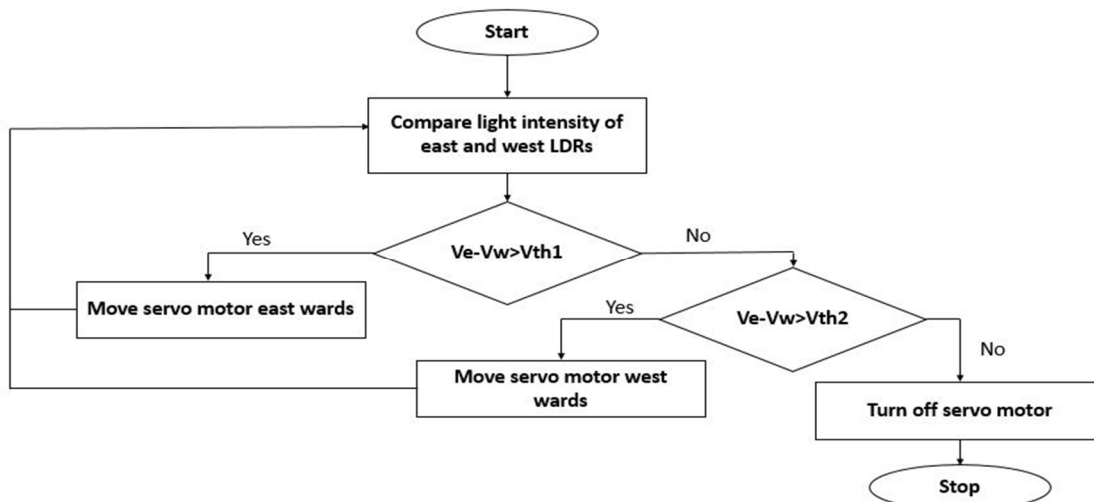 Start
Compare light intensity of
east and west LDRs
Yes
Ve-Vw>Vth1
No
Move servo motor east wards
Yes
Ve-Vw>Vth2
No
Move servo motor west
wards
Turn off servo motor
Stop